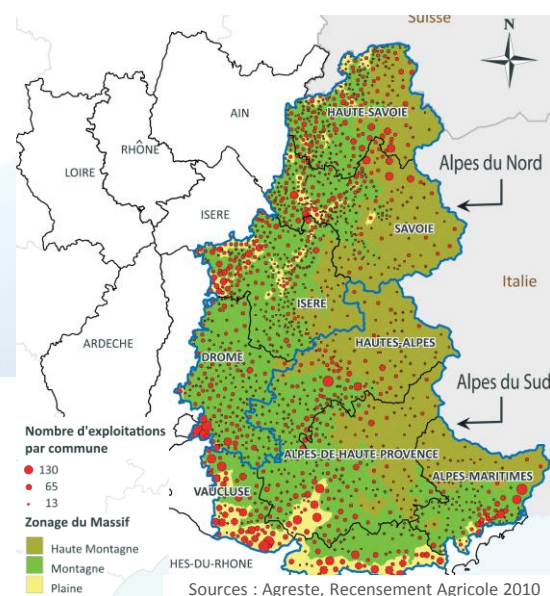 Suisse
N
HAUTE-SAVOIE
AIN
RHÔNE
LOIRE
Alpes du Nord
ISERE
SAVOIE
Italie
ISERE
ARDECHE
HAUTES-ALPES
DROME
Alpes du Sud
Nombre d'exploitations
par commune
130
65
13
ALPES-DE-HAUTE-PROVENCE
ALPES-MARITIMES
VAUCLUSE
Zonage du Massif
Haute Montagne
Montagne
Plaine
HES-DU-RHONE
Sources : Agreste, Recensement Agricole 2010